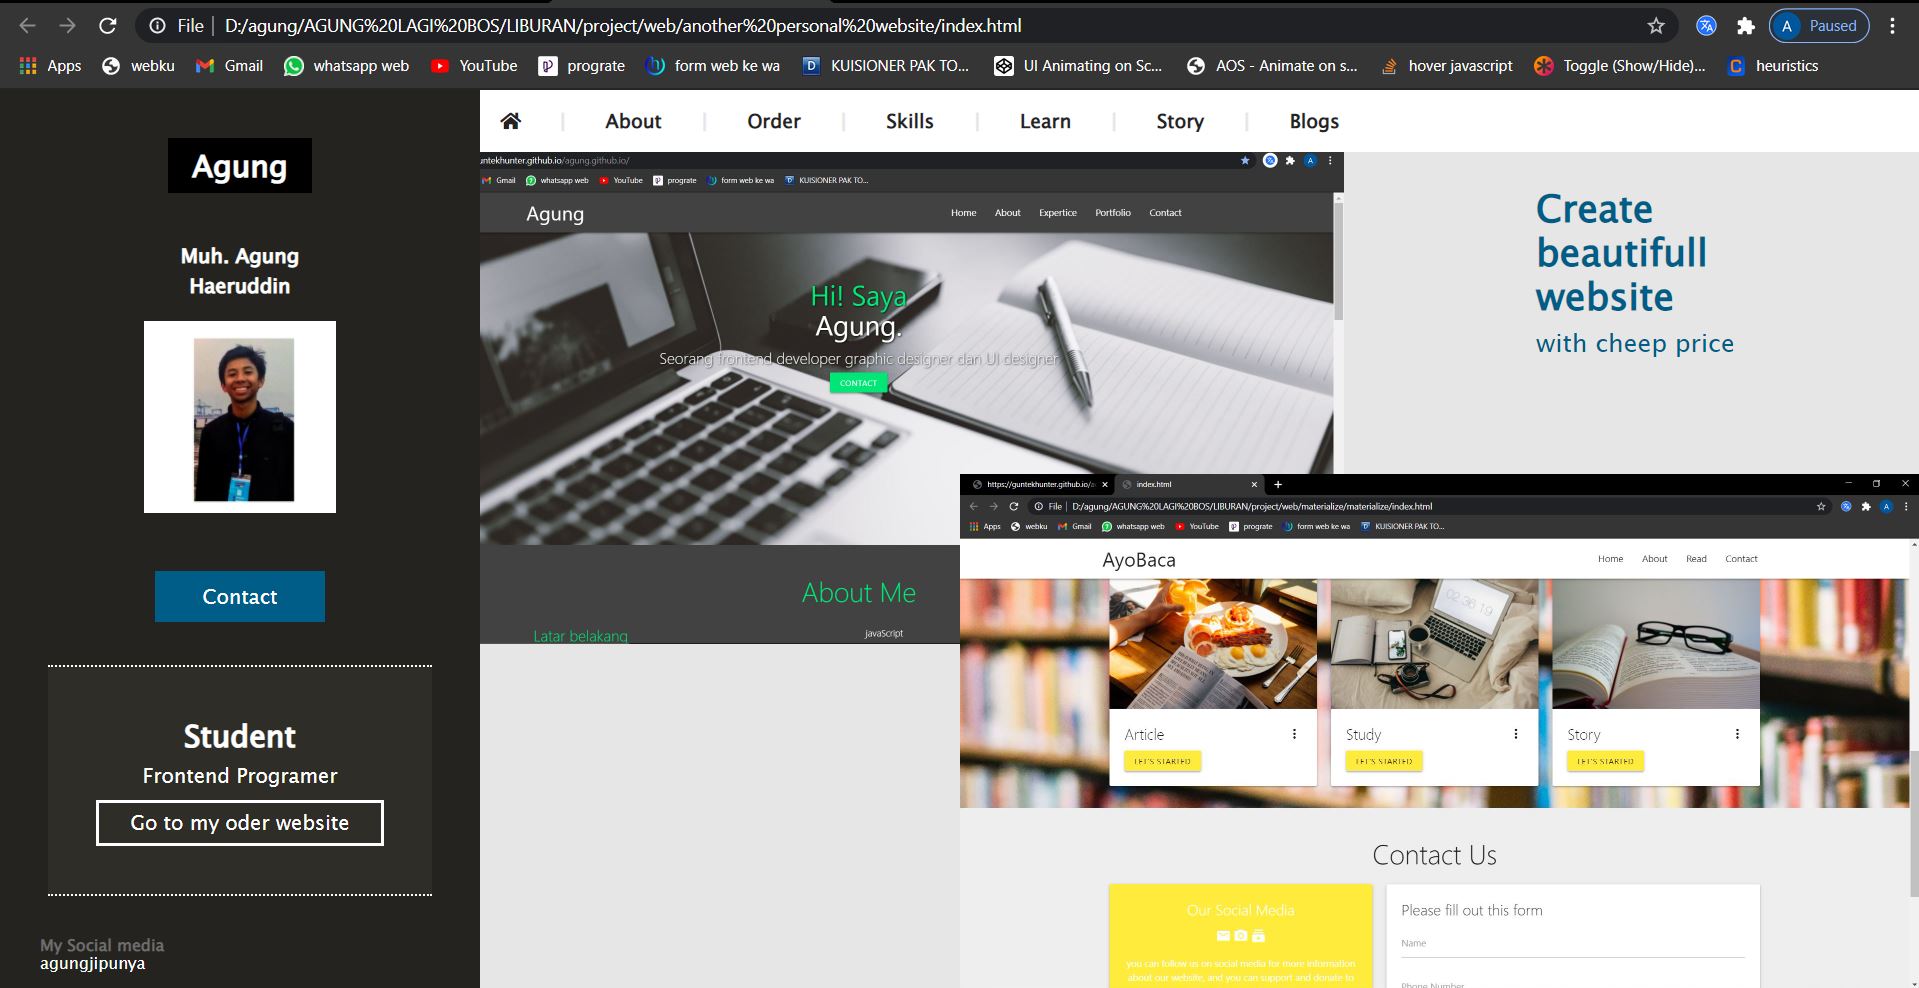 File D:/agung/AGUNG%20LAGI%20BOS/LIBURAN/project/web/another%20personal%20website/index.html A Paused
Apps webku Gmail whatsapp web YouTube prograte form web ke wa KUISIONER PAK TO... UI Animating on Sc... AOS - Animate on s... hover javascript Toggle (Show/Hide)... heuristics
Agung
Muh. Agung
Haeruddin
Contact
Student
Frontend Programer
Go to my oder website
My Social media
agungjipunya
About Order Skills Learn Story Blogs
guntekhunter.github.io/agung.github.io/ A
Gmail whatsapp web YouTube prograte form web ke wa KUISIONER PAK TO...
Agung Home About Expertice Portfolio Contact
Hi! Saya
Agung.
Seorang frontend developer graphic designer dan UI designer
CONTACT
About Me
Latar belakang
JavaScript
Create
beautifull
website
with cheep price
https://guntekhunter.github.io/a index.html
File D:/agung/AGUNG%20LAGI%20BOS/LIBURAN/project/web/materialize/materialize/index.html A
Apps webku Gmail whatsapp web YouTube prograte form web ke wa KUISIONER PAK TO...
AyoBaca Home About Read Contact
02.36.19
Article
LET'S STARTED
Study
LET'S STARTED
Story
LET'S STARTED
Contact Us
Our Social Media
you can follow us on social media for more information
about our website, and you can support and donate to
Please fill out this form
Name
Phone Number